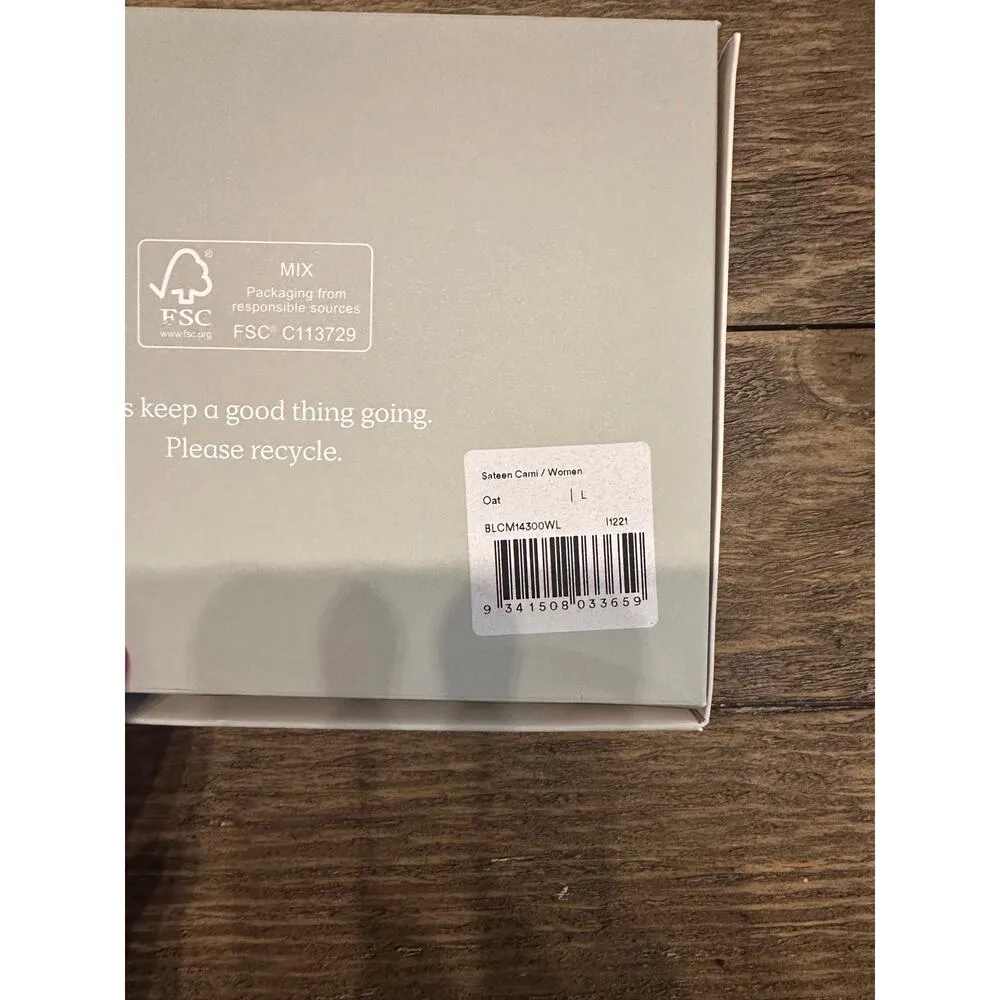 MIX
Packaging from
responsible sources
FSC® C113729
®
FSC
www.fsc.org
s keep a good thing going.
Please recycle.
Sateen Cami / Women
Oat | L
BLCM14300WL I1221
9 341508 033659